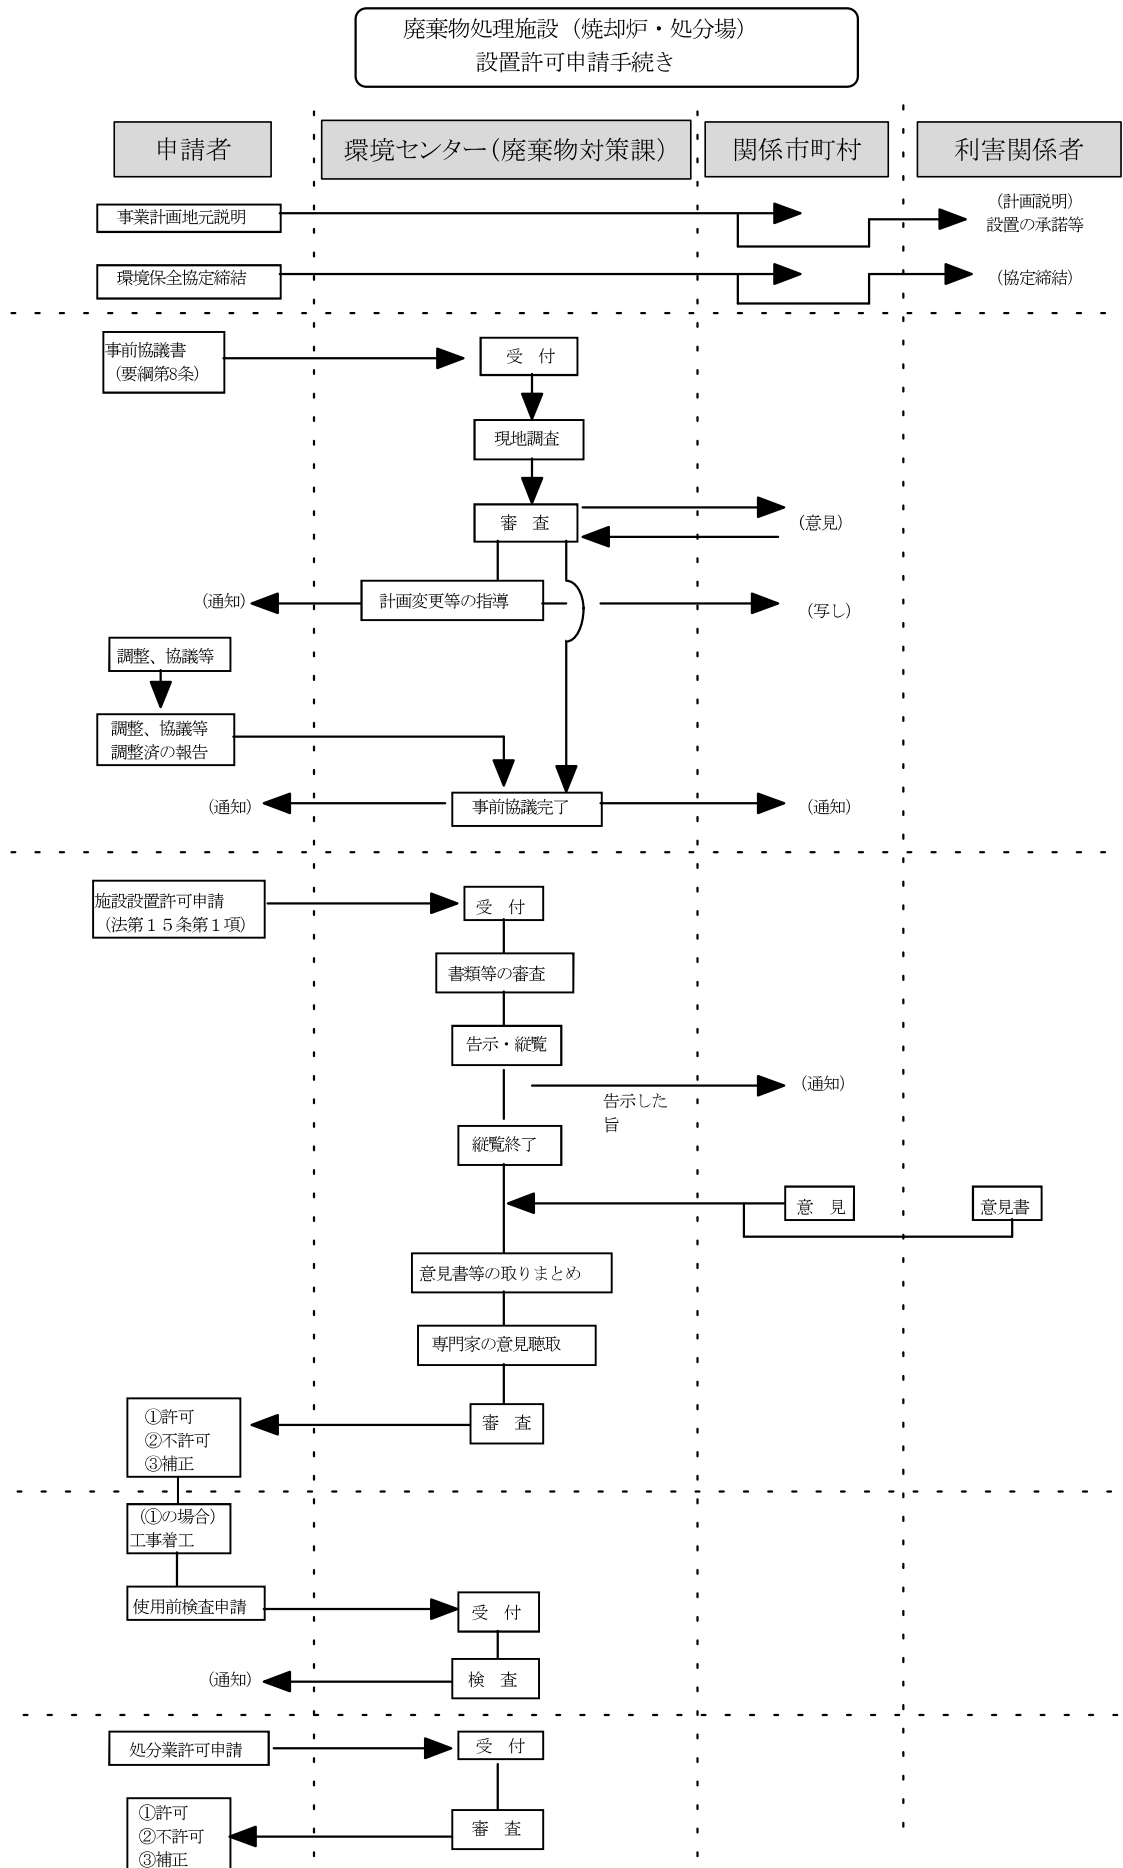 廃棄物処理施設（焼却炉・処分場）
設置許可申請手続き
申請者
環境センター（廃棄物対策課）
関係市町村
利害関係者
事業計画地元説明
（計画説明）
設置の承諾等
環境保全協定締結
（協定締結）
事前協議書
（要綱第8条）
受　付
現地調査
審　査
（意見）
（通知）
計画変更等の指導
（写し）
調整、協議等
調整、協議等
調整済の報告
（通知）
事前協議完了
（通知）
施設設置許可申請
（法第１５条第１項）
受　付
書類等の審査
告示・縦覧
（通知）
告示した
旨
縦覧終了
意　見
意見書
意見書等の取りまとめ
専門家の意見聴取
①許可
②不許可
③補正
審　査
（①の場合）
工事着工
使用前検査申請
受　付
（通知）
検　査
処分業許可申請
受　付
①許可
②不許可
③補正
審　査